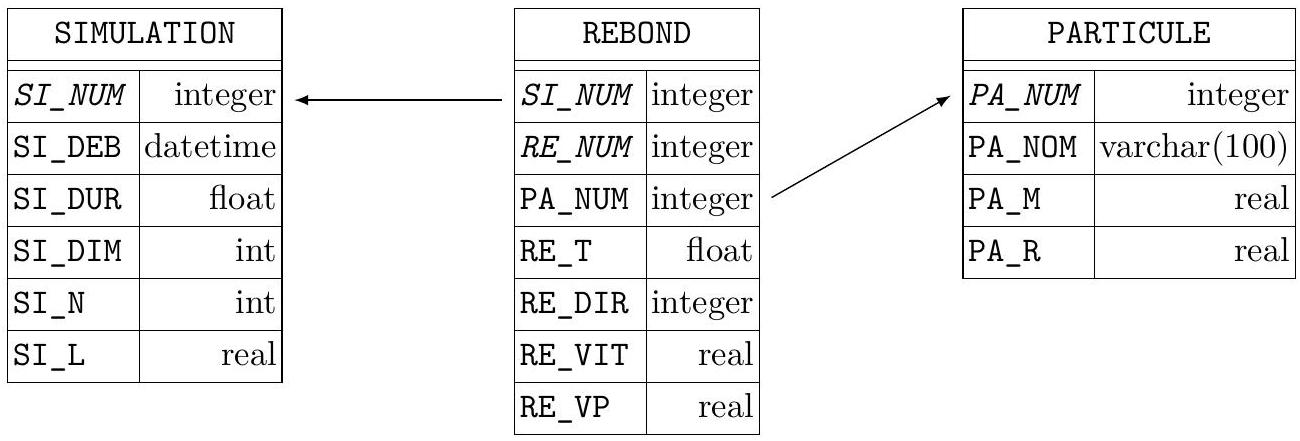 SIMULATION
SI_NUM integer
SI_DEB datetime
SI_DUR float
SI_DIM int
SI_N int
SI_L real
REBOND
SI_NUM integer
RE_NUM integer
PA_NUM integer
RE_T float
RE_DIR integer
RE_VIT real
RE_VP real
PARTICULE
PA_NUM integer
PA_NOM varchar(100)
PA_M real
PA_R real